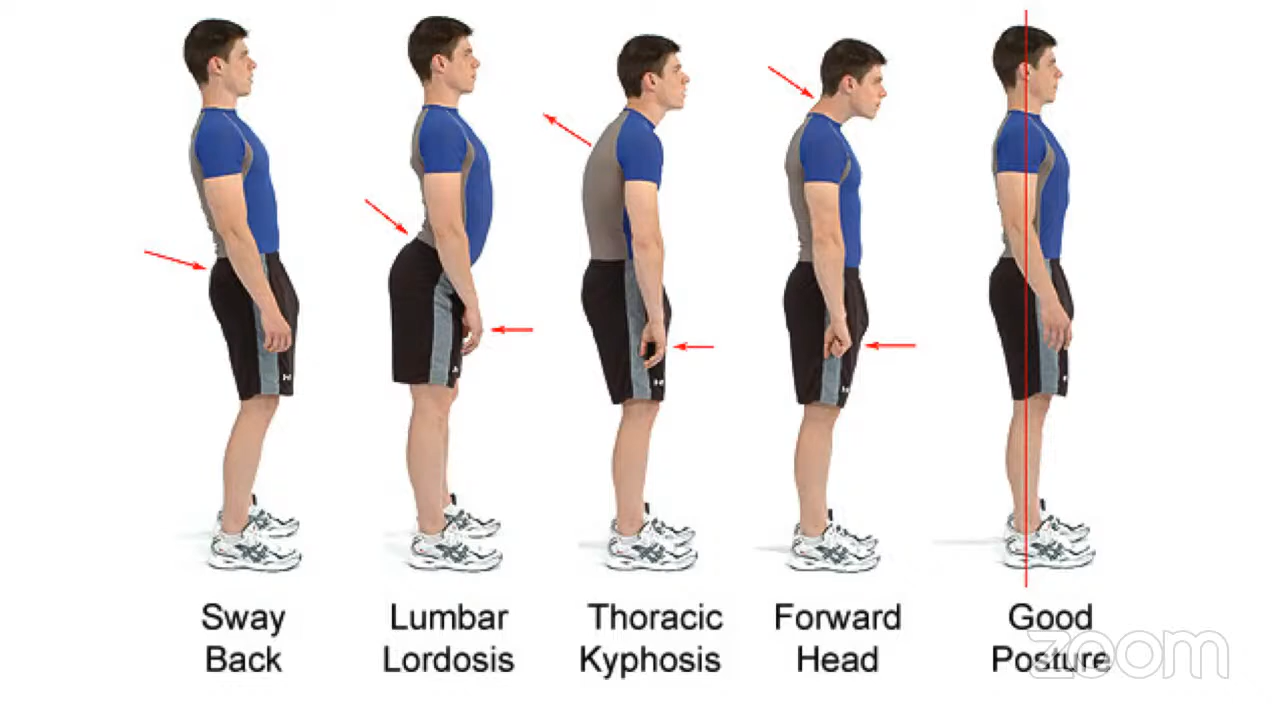 Sway
Back
Lumbar
Lordosis
Thoracic
Kyphosis
Forward
Head
Good
Posture
zoom